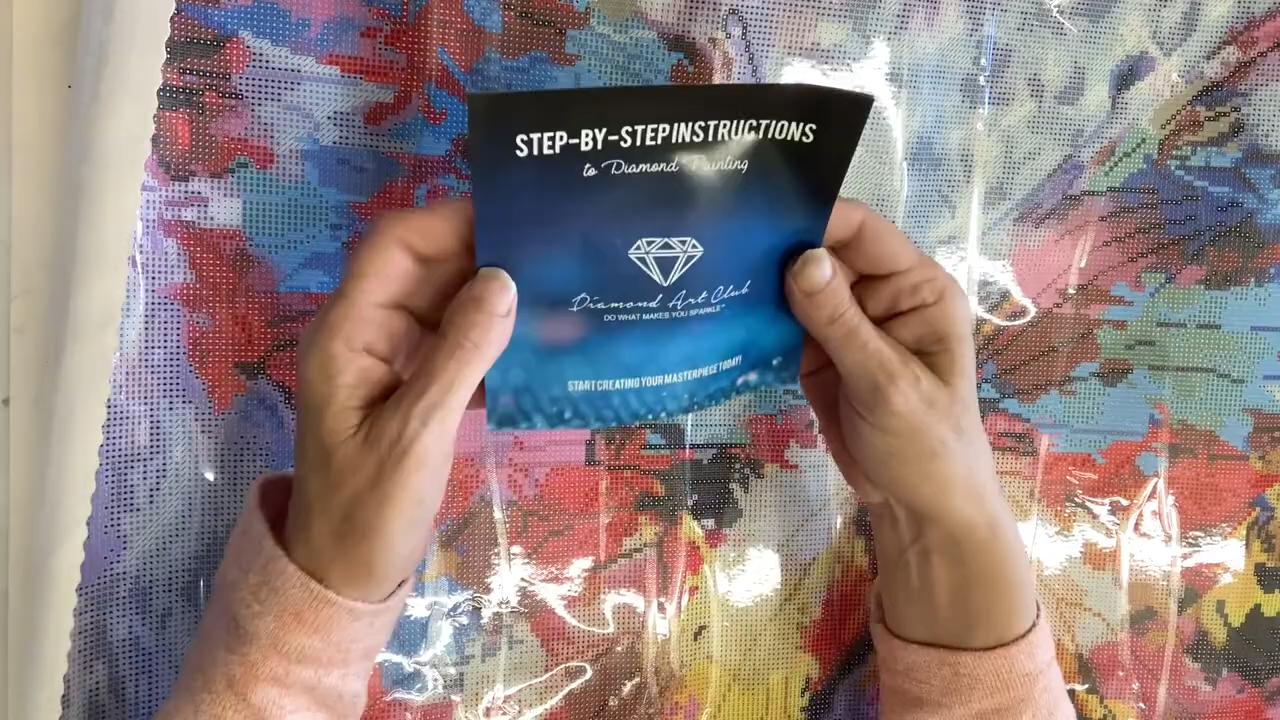 STEP-BY-STEP INSTRUCTIONS
to Diamond Painting
Diamond Art Club
DO WHAT MAKES YOU SPARKLE™
START CREATING YOUR MASTERPIECE TODAY!